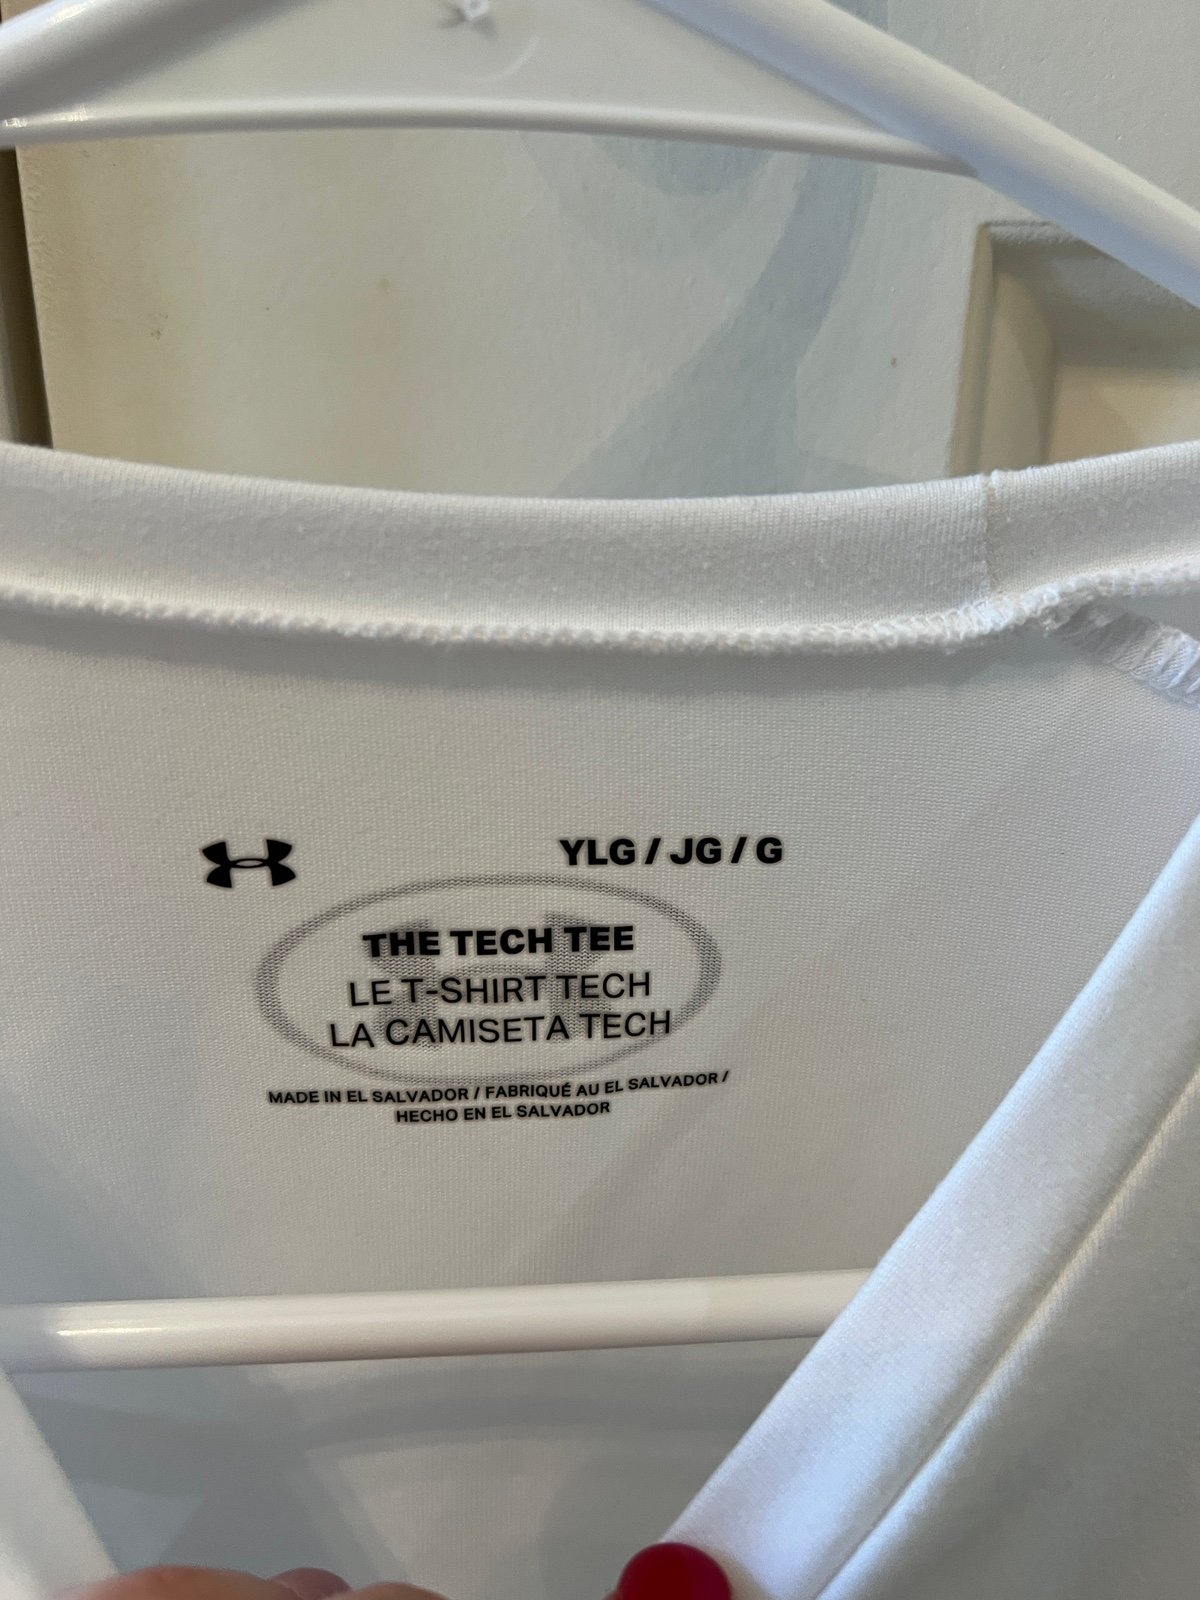 YLG / JG / G
THE TECH TEE
LE T-SHIRT TECH
LA CAMISETA TECH
MADE IN EL SALVADOR / FABRIQUÉ AU EL SALVADOR /
HECHO EN EL SALVADOR